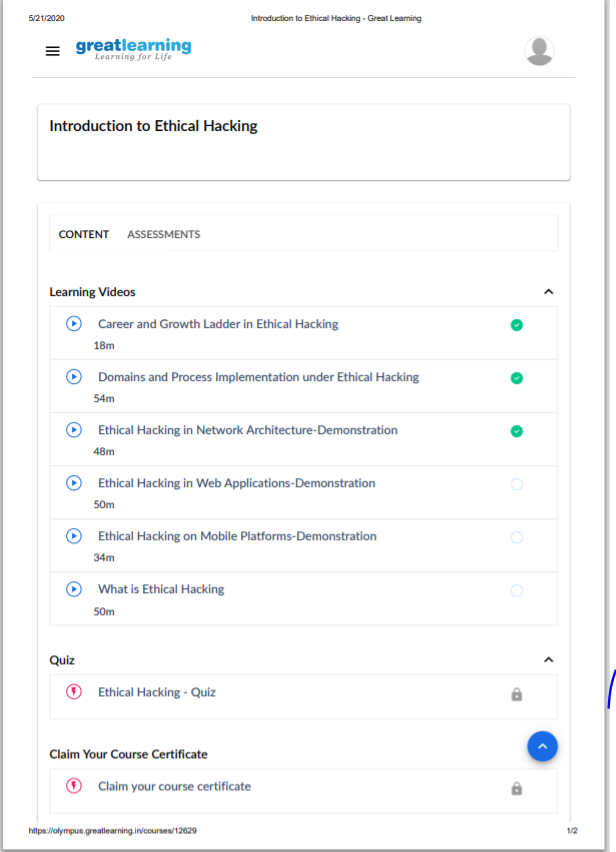 5/21/2020 Introduction to Ethical Hacking - Great Learning
greatlearning
Learning for Life
Introduction to Ethical Hacking
CONTENT ASSESSMENTS
Learning Videos
Career and Growth Ladder in Ethical Hacking
18m
Domains and Process Implementation under Ethical Hacking
54m
Ethical Hacking in Network Architecture-Demonstration
48m
Ethical Hacking in Web Applications-Demonstration
50m
Ethical Hacking on Mobile Platforms-Demonstration
34m
What is Ethical Hacking
50m
Quiz
Ethical Hacking - Quiz
Claim Your Course Certificate
Claim your course certificate
https://olympus.greatlearning.in/courses/12629 1/2